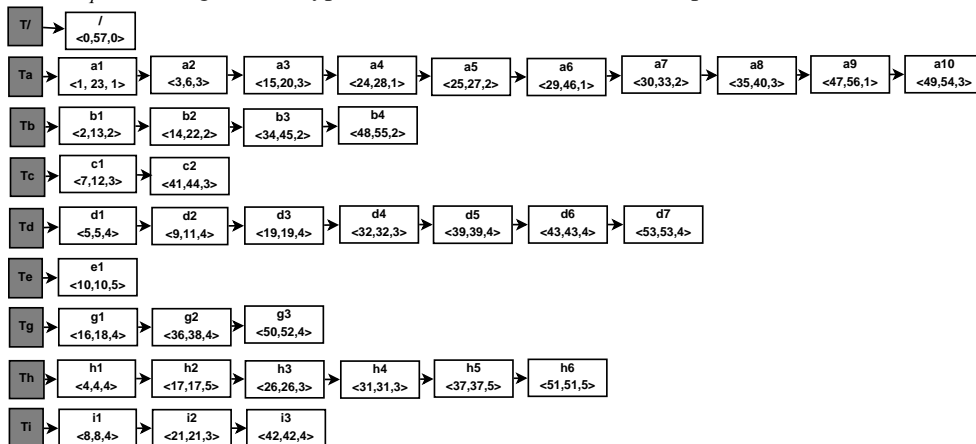 T/
/
<0,57,0>
Ta
a1
<1, 23, 1>
a2
<3,6,3>
a3
<15,20,3>
a4
<24,28,1>
a5
<25,27,2>
a6
<29,46,1>
a7
<30,33,2>
a8
<35,40,3>
a9
<47,56,1>
a10
<49,54,3>
Tb
b1
<2,13,2>
b2
<14,22,2>
b3
<34,45,2>
b4
<48,55,2>
Tc
c1
<7,12,3>
c2
<41,44,3>
Td
d1
<5,5,4>
d2
<9,11,4>
d3
<19,19,4>
d4
<32,32,3>
d5
<39,39,4>
d6
<43,43,4>
d7
<53,53,4>
Te
e1
<10,10,5>
Tg
g1
<16,18,4>
g2
<36,38,4>
g3
<50,52,4>
Th
h1
<4,4,4>
h2
<17,17,5>
h3
<26,26,3>
h4
<31,31,3>
h5
<37,37,5>
h6
<51,51,5>
Ti
i1
<8,8,4>
i2
<21,21,3>
i3
<42,42,4>